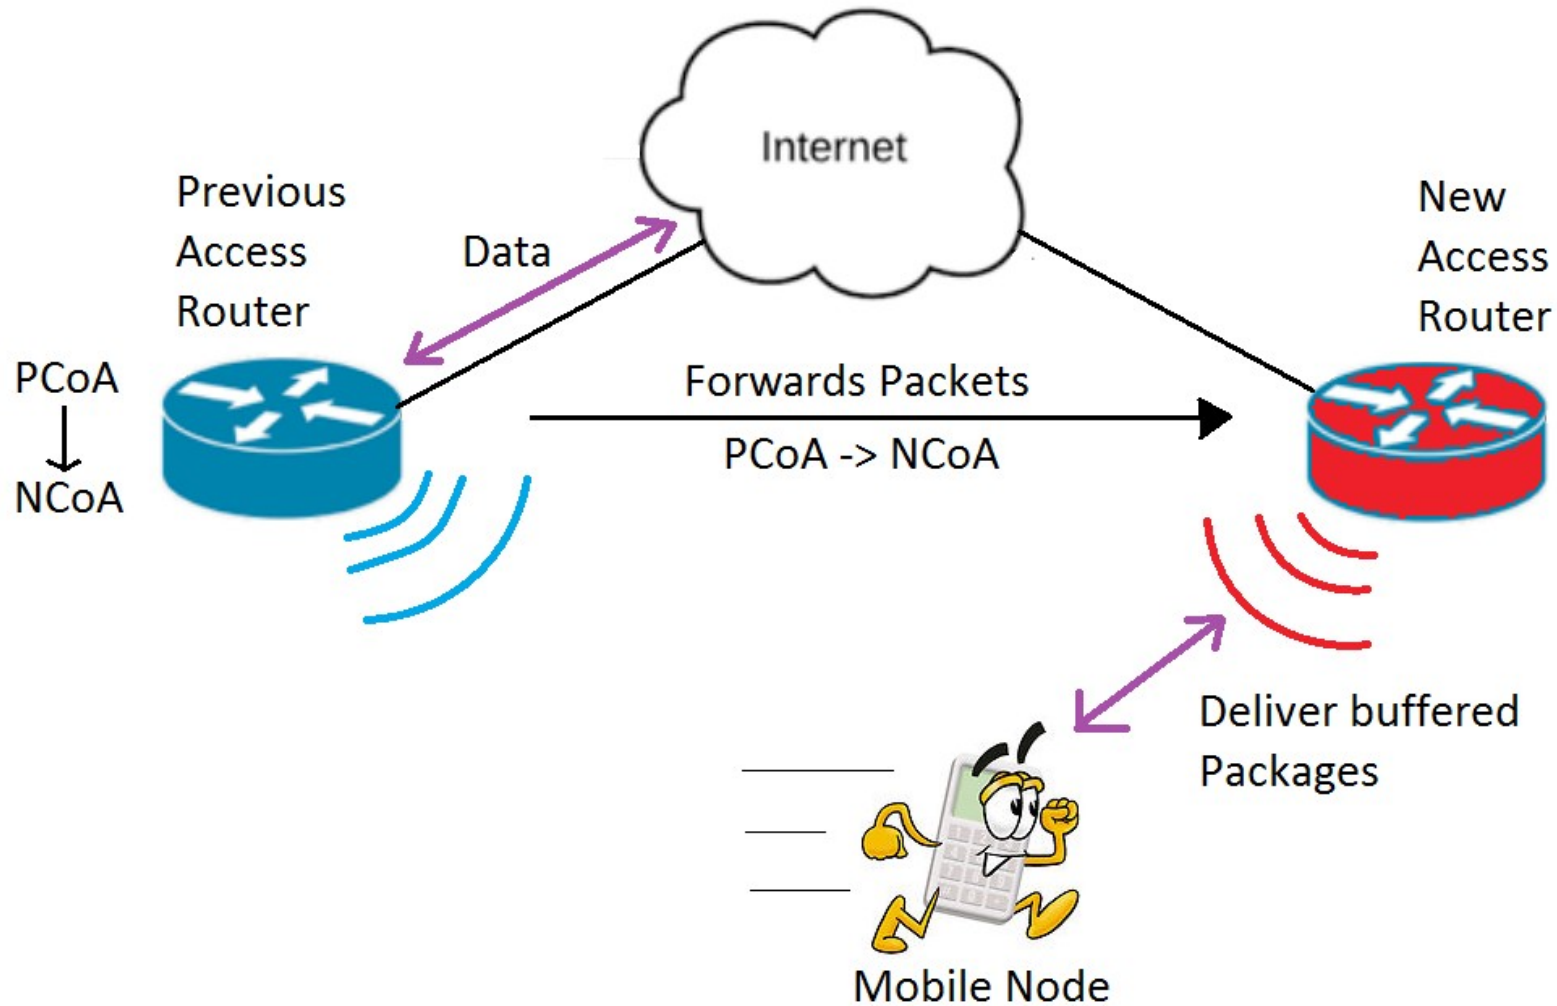 Internet
Previous
Access
Router
Data
New
Access
Router
PCoA
NCoA
Forwards Packets
PCoA -> NCoA
Deliver buffered
Packages
Mobile Node